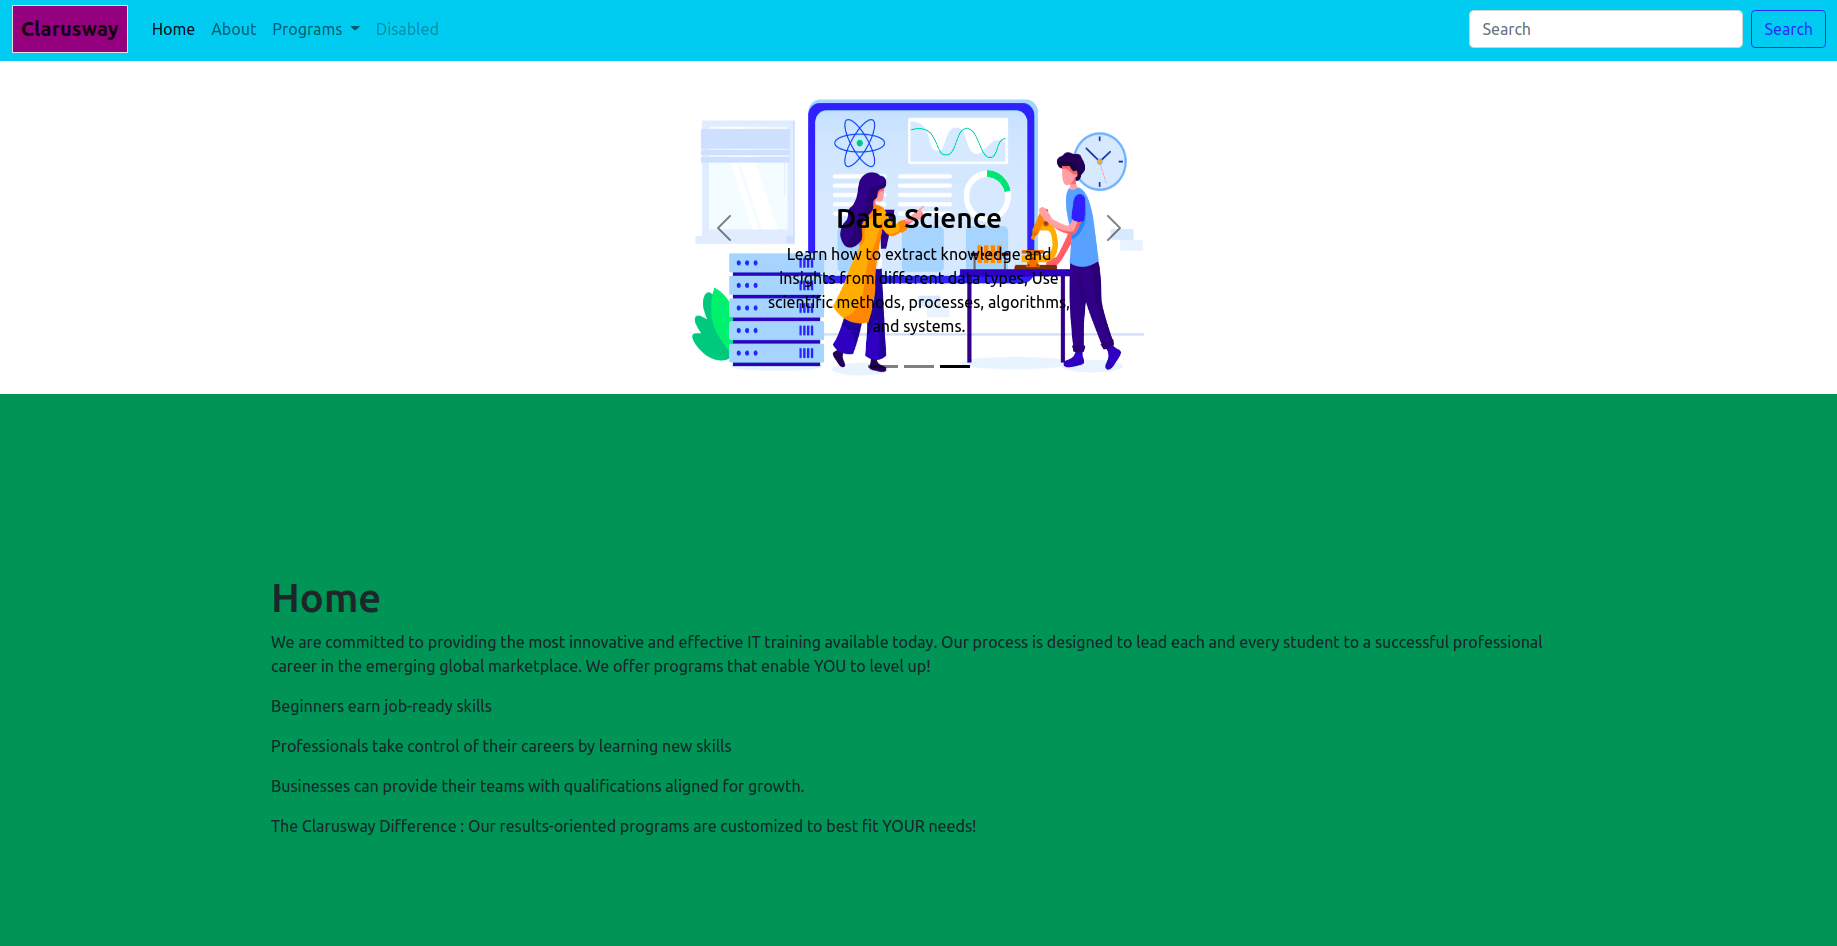 Clarusway Home About Programs Disabled Search Search
Data Science
Learn how to extract knowledge and
insights from different data types, Use
scientific methods, processes, algorithms,
and systems.
Home
We are committed to providing the most innovative and effective IT training available today. Our process is designed to lead each and every student to a successful professional
career in the emerging global marketplace. We offer programs that enable YOU to level up!
Beginners earn job-ready skills
Professionals take control of their careers by learning new skills
Businesses can provide their teams with qualifications aligned for growth.
The Clarusway Difference : Our results-oriented programs are customized to best fit YOUR needs!